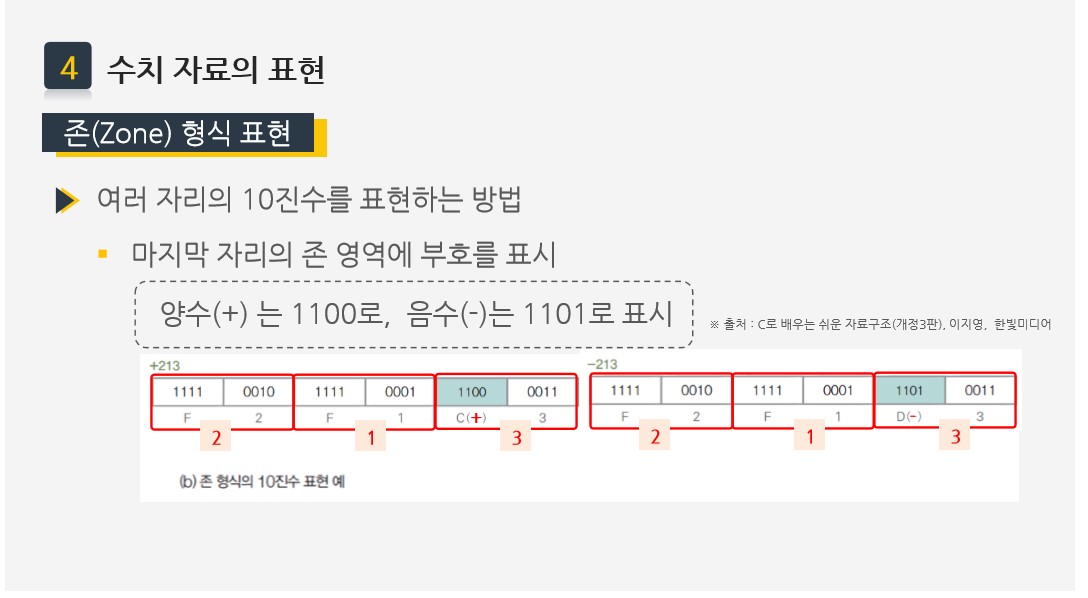 4 수치 자료의 표현
존(Zone) 형식 표현
여러 자리의 10진수를 표현하는 방법
마지막 자리의 존 영역에 부호를 표시
양수(+) 는 1100로, 음수(-)는 1101로 표시
※ 출처 : C로 배우는 쉬운 자료구조(개정3판), 이지영, 한빛미디어
+213
1111 0010 1111 0001 1100 0011
F 2 F 1 C(+) 3
2 1 3
−213
1111 0010 1111 0001 1101 0011
F 2 F 1 D(-) 3
2 1 3
(b) 존 형식의 10진수 표현 예